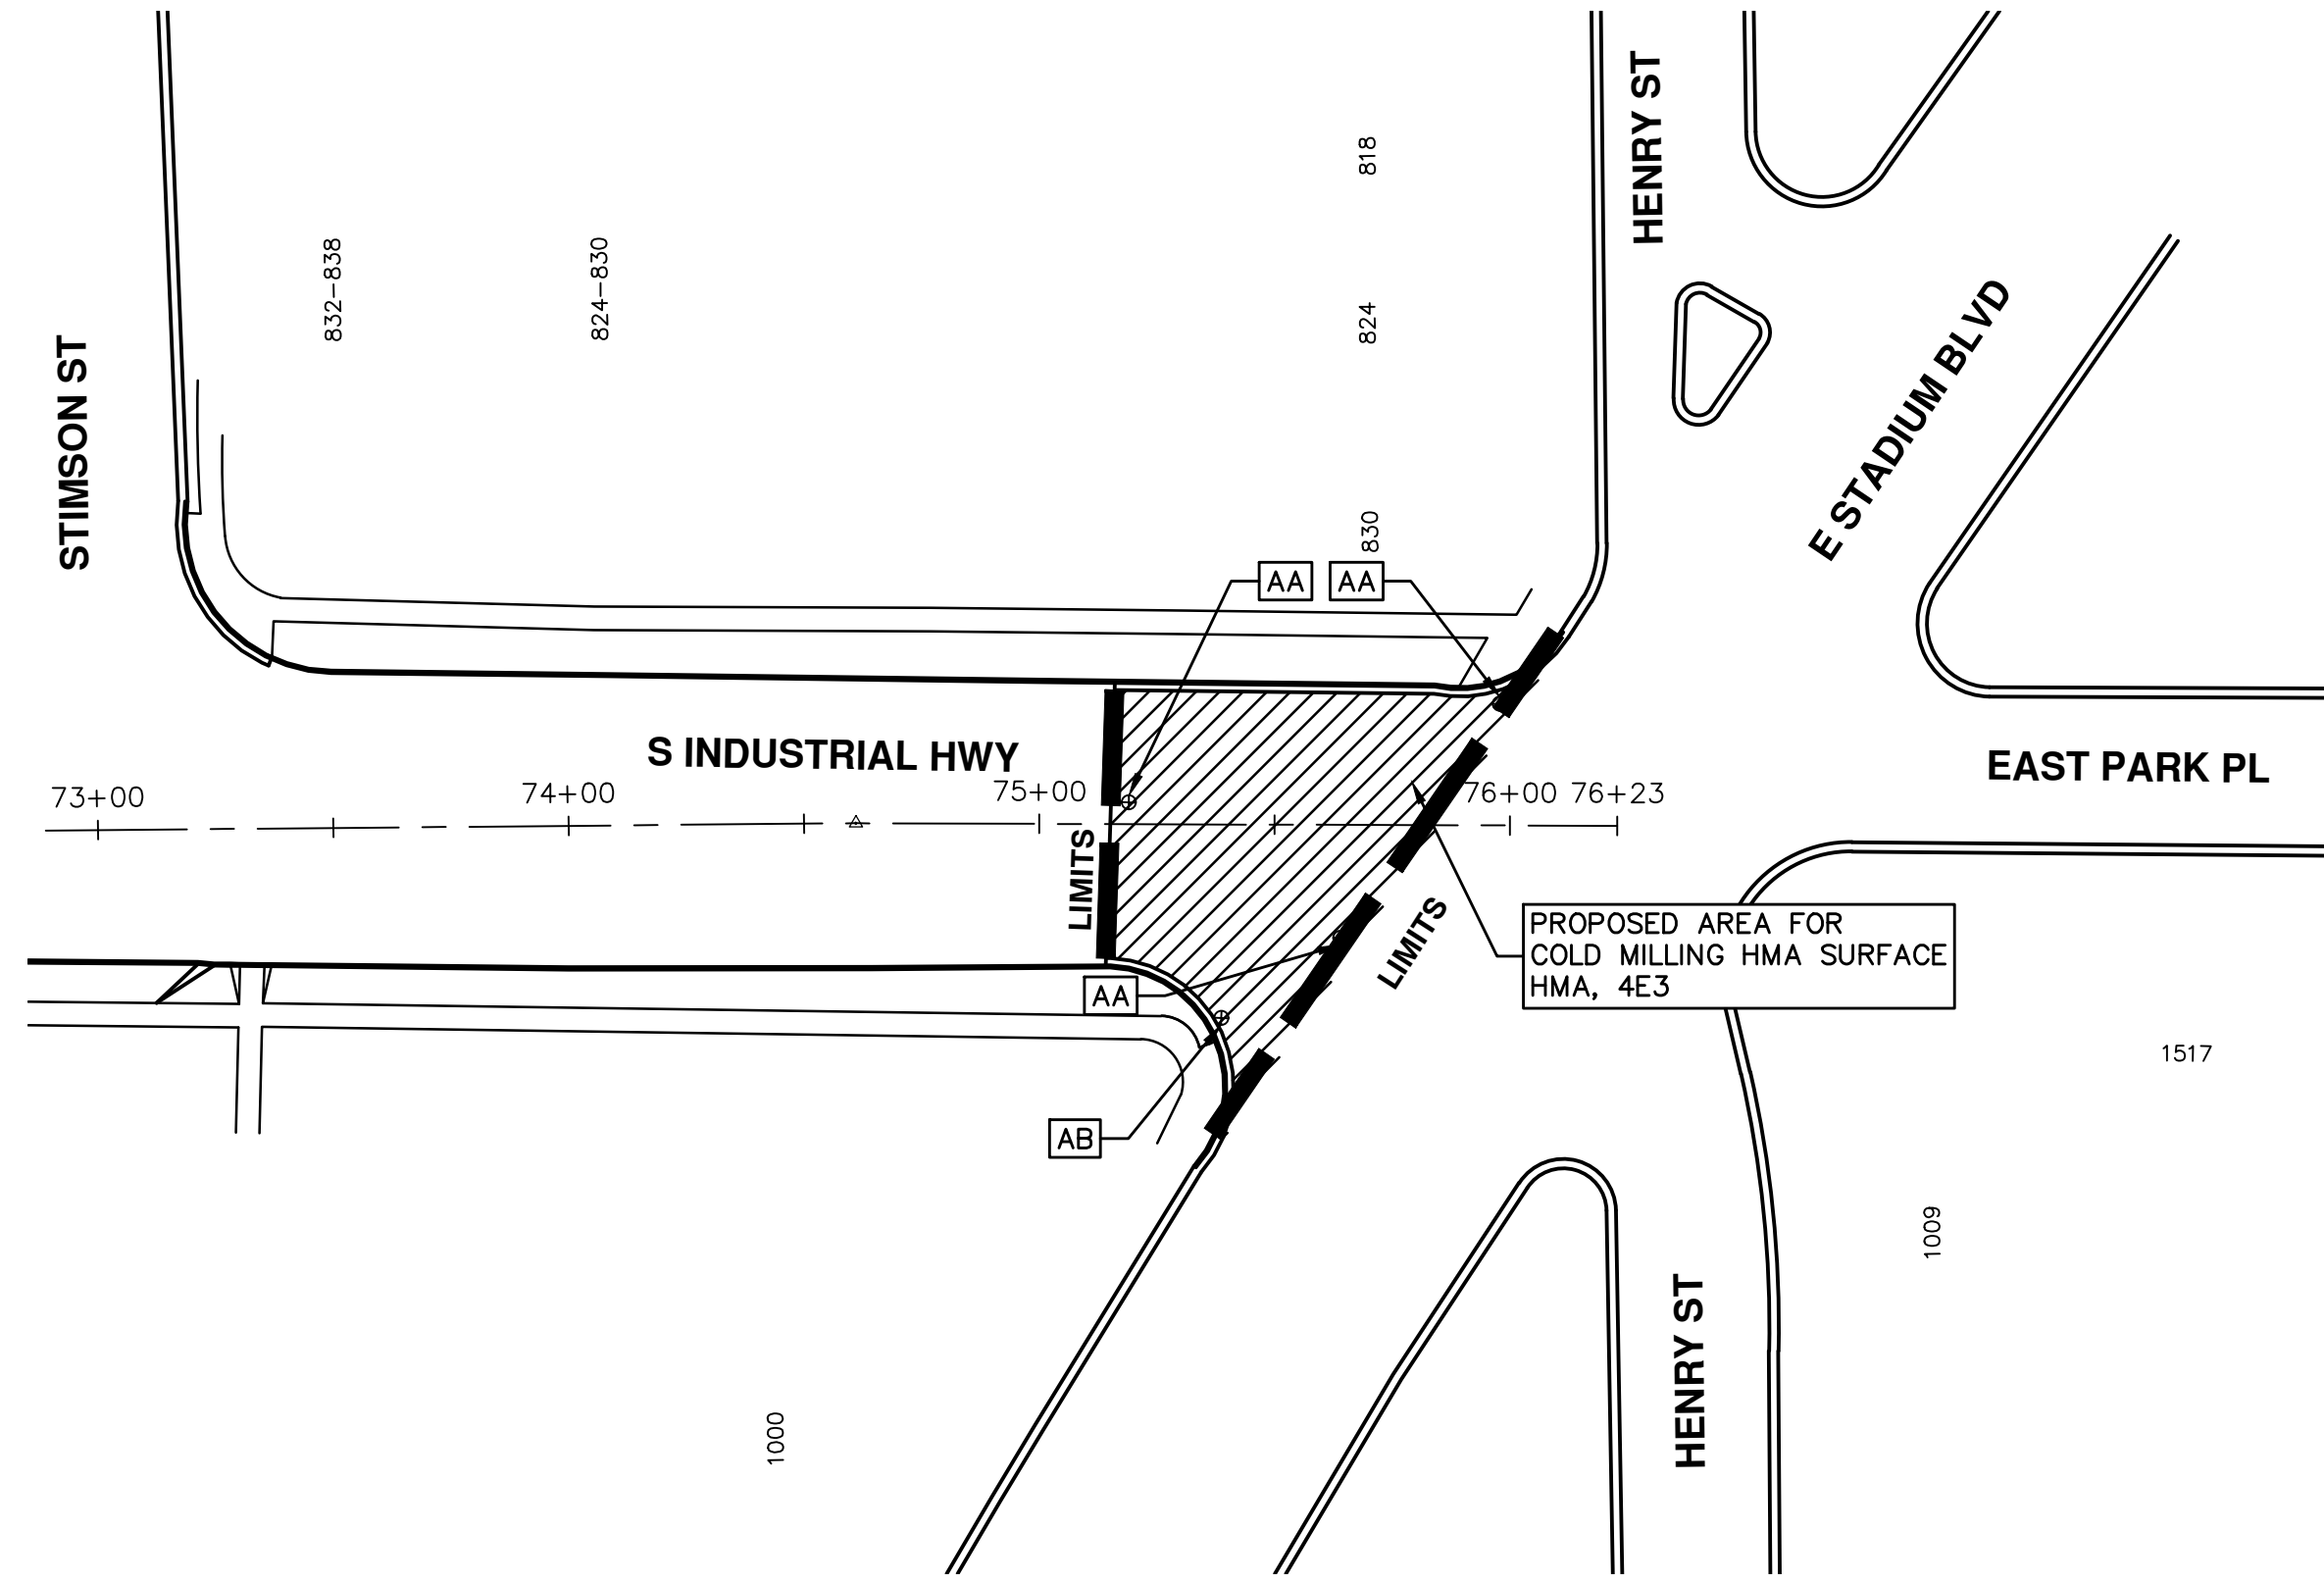 HENRY ST
818
832-838
824-830
824
STIMSON ST
E STADIUM BLVD
830
AA
AA
S INDUSTRIAL HWY
EAST PARK PL
73+00
74+00
75+00
76+00
76+23
LIMITS
LIMITS
PROPOSED AREA FOR
COLD MILLING HMA SURFACE
HMA, 4E3
AA
1517
AB
1009
HENRY ST
1000